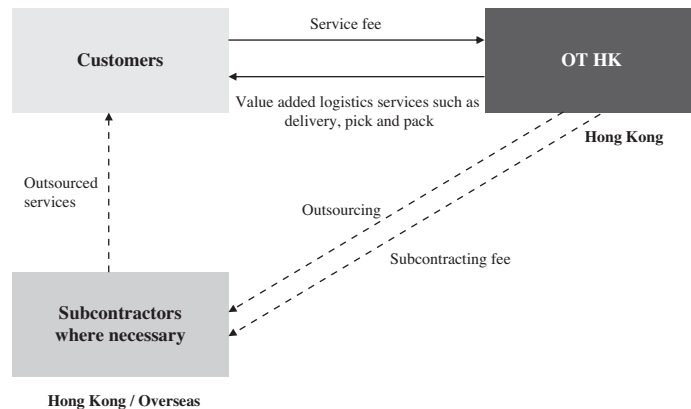 Service fee
Customers
OT HK
Value added logistics services such as
delivery, pick and pack
Hong Kong
Outsourced
services
Outsourcing
Subcontracting fee
Subcontractors
where necessary
Hong Kong / Overseas